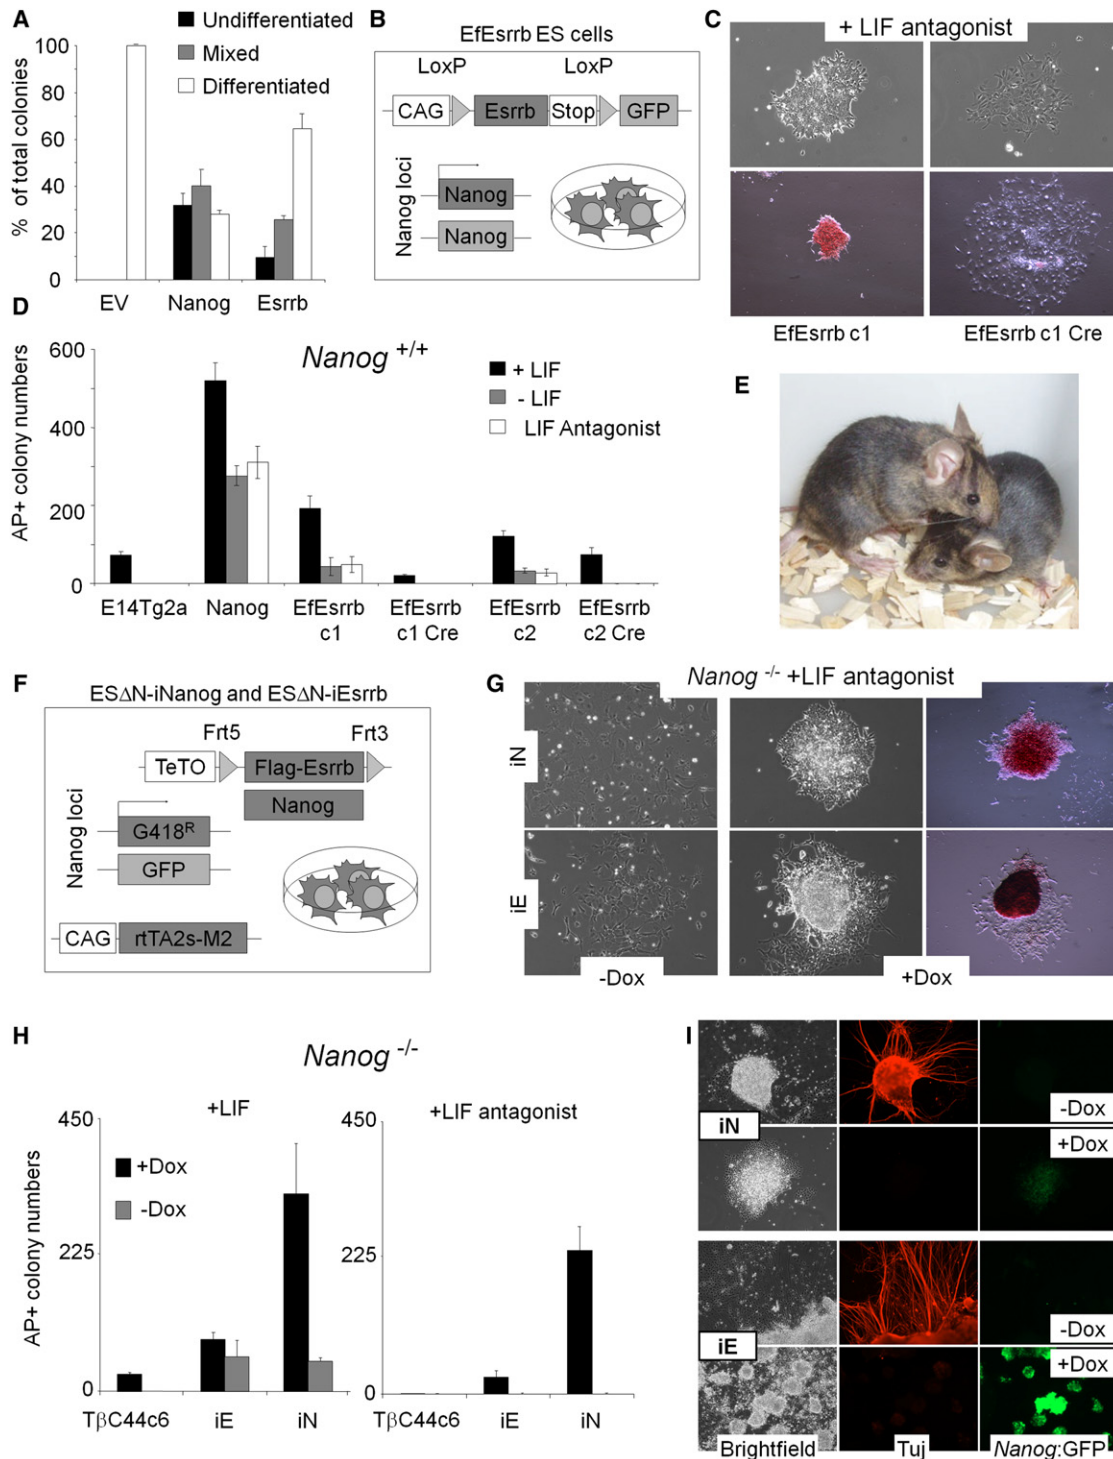 A
Undifferentiated
Mixed
Differentiated
% of total colonies
100
80
60
40
20
0
EV Nanog Esrrb
B
EfEsrrb ES cells
LoxP LoxP
CAG Esrrb Stop GFP
Nanog loci
Nanog
Nanog
C
+ LIF antagonist
EfEsrrb c1 EfEsrrb c1 Cre
D
Nanog +/+
AP+ colony numbers
600
400
200
0
+ LIF
- LIF
LIF Antagonist
E14Tg2a Nanog EfEsrrb c1 EfEsrrb c1 Cre EfEsrrb c2 EfEsrrb c2 Cre
E
F
ESΔN-iNanog and ESΔN-iEsrrb
Frt5 Frt3
TeTO Flag-Esrrb
Nanog
Nanog loci
G418R
GFP
CAG rtTA2s-M2
G
Nanog -/- +LIF antagonist
iN
iE
-Dox +Dox
H
Nanog -/-
+LIF +LIF antagonist
AP+ colony numbers
450
225
0
+Dox
-Dox
TβC44c6 iE iN
450
225
0
TβC44c6 iE iN
I
iN
-Dox
+Dox
iE
-Dox
+Dox
Brightfield Tuj Nanog:GFP